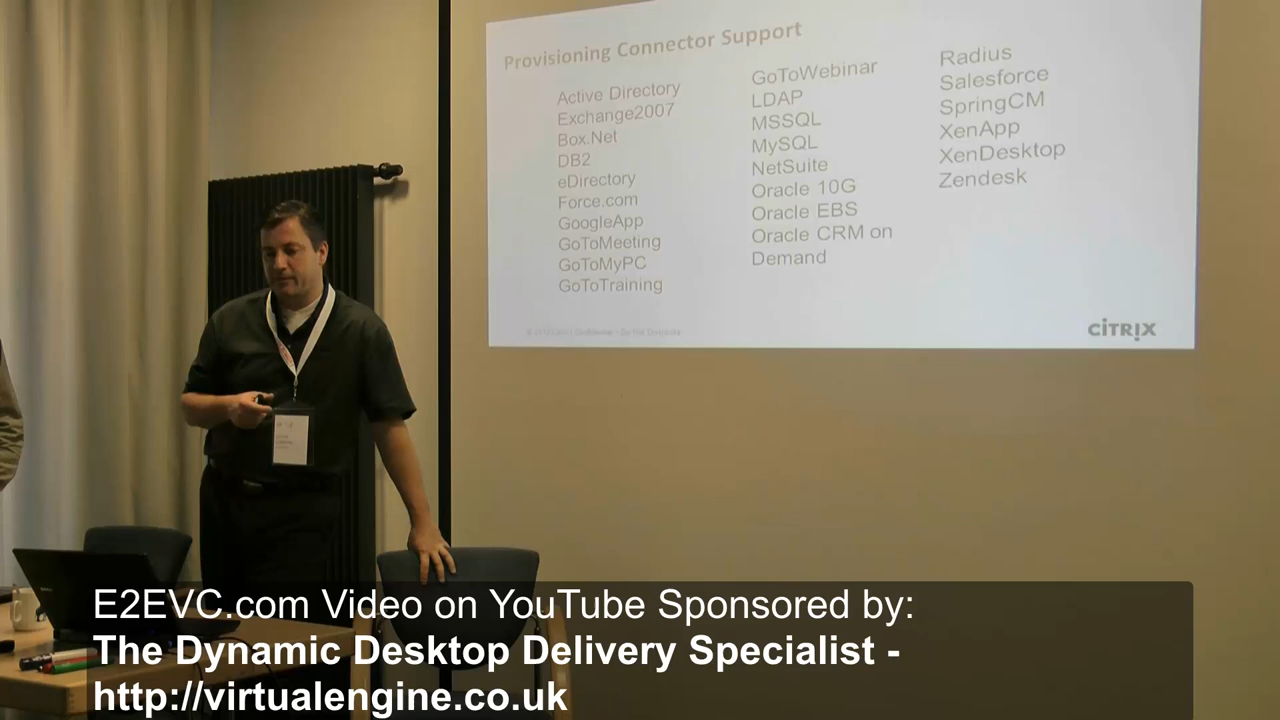 Provisioning Connector Support
Active Directory
Exchange2007
Box.Net
DB2
eDirectory
Force.com
GoogleApp
GoToMeeting
GoToMyPC
GoToTraining
GoToWebinar
LDAP
MSSQL
MySQL
NetSuite
Oracle 10G
Oracle EBS
Oracle CRM on
Demand
Radius
Salesforce
SpringCM
XenApp
XenDesktop
Zendesk
CİTRIX
E2EVC.com Video on YouTube Sponsored by:
The Dynamic Desktop Delivery Specialist -
http://virtualengine.co.uk